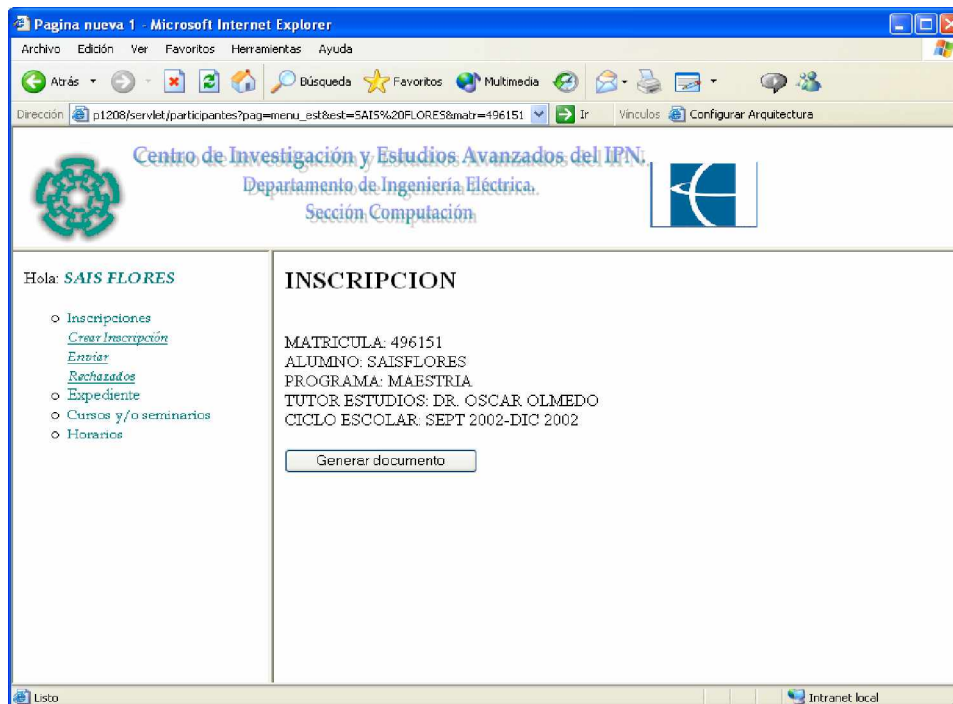 Pagina nueva 1 - Microsoft Internet Explorer
Archivo Edición Ver Favoritos Herramientas Ayuda
Atrás Búsqueda Favoritos Multimedia
Dirección p1208/servlet/participantes?pag=menu_est&est=SAIS%20FLORES&matr=496151 Ir Vínculos Configurar Arquitectura
Centro de Investigación y Estudios Avanzados del IPN.
Departamento de Ingeniería Eléctrica.
Sección Computación
Hola: SAIS FLORES
Inscripciones
Crear Inscripción
Enviar
Rechazados
Expediente
Cursos y/o seminarios
Horarios
INSCRIPCION
MATRICULA: 496151
ALUMNO: SAISFLORES
PROGRAMA: MAESTRIA
TUTOR ESTUDIOS: DR. OSCAR OLMEDO
CICLO ESCOLAR: SEPT 2002-DIC 2002
Generar documento
Listo Intranet local